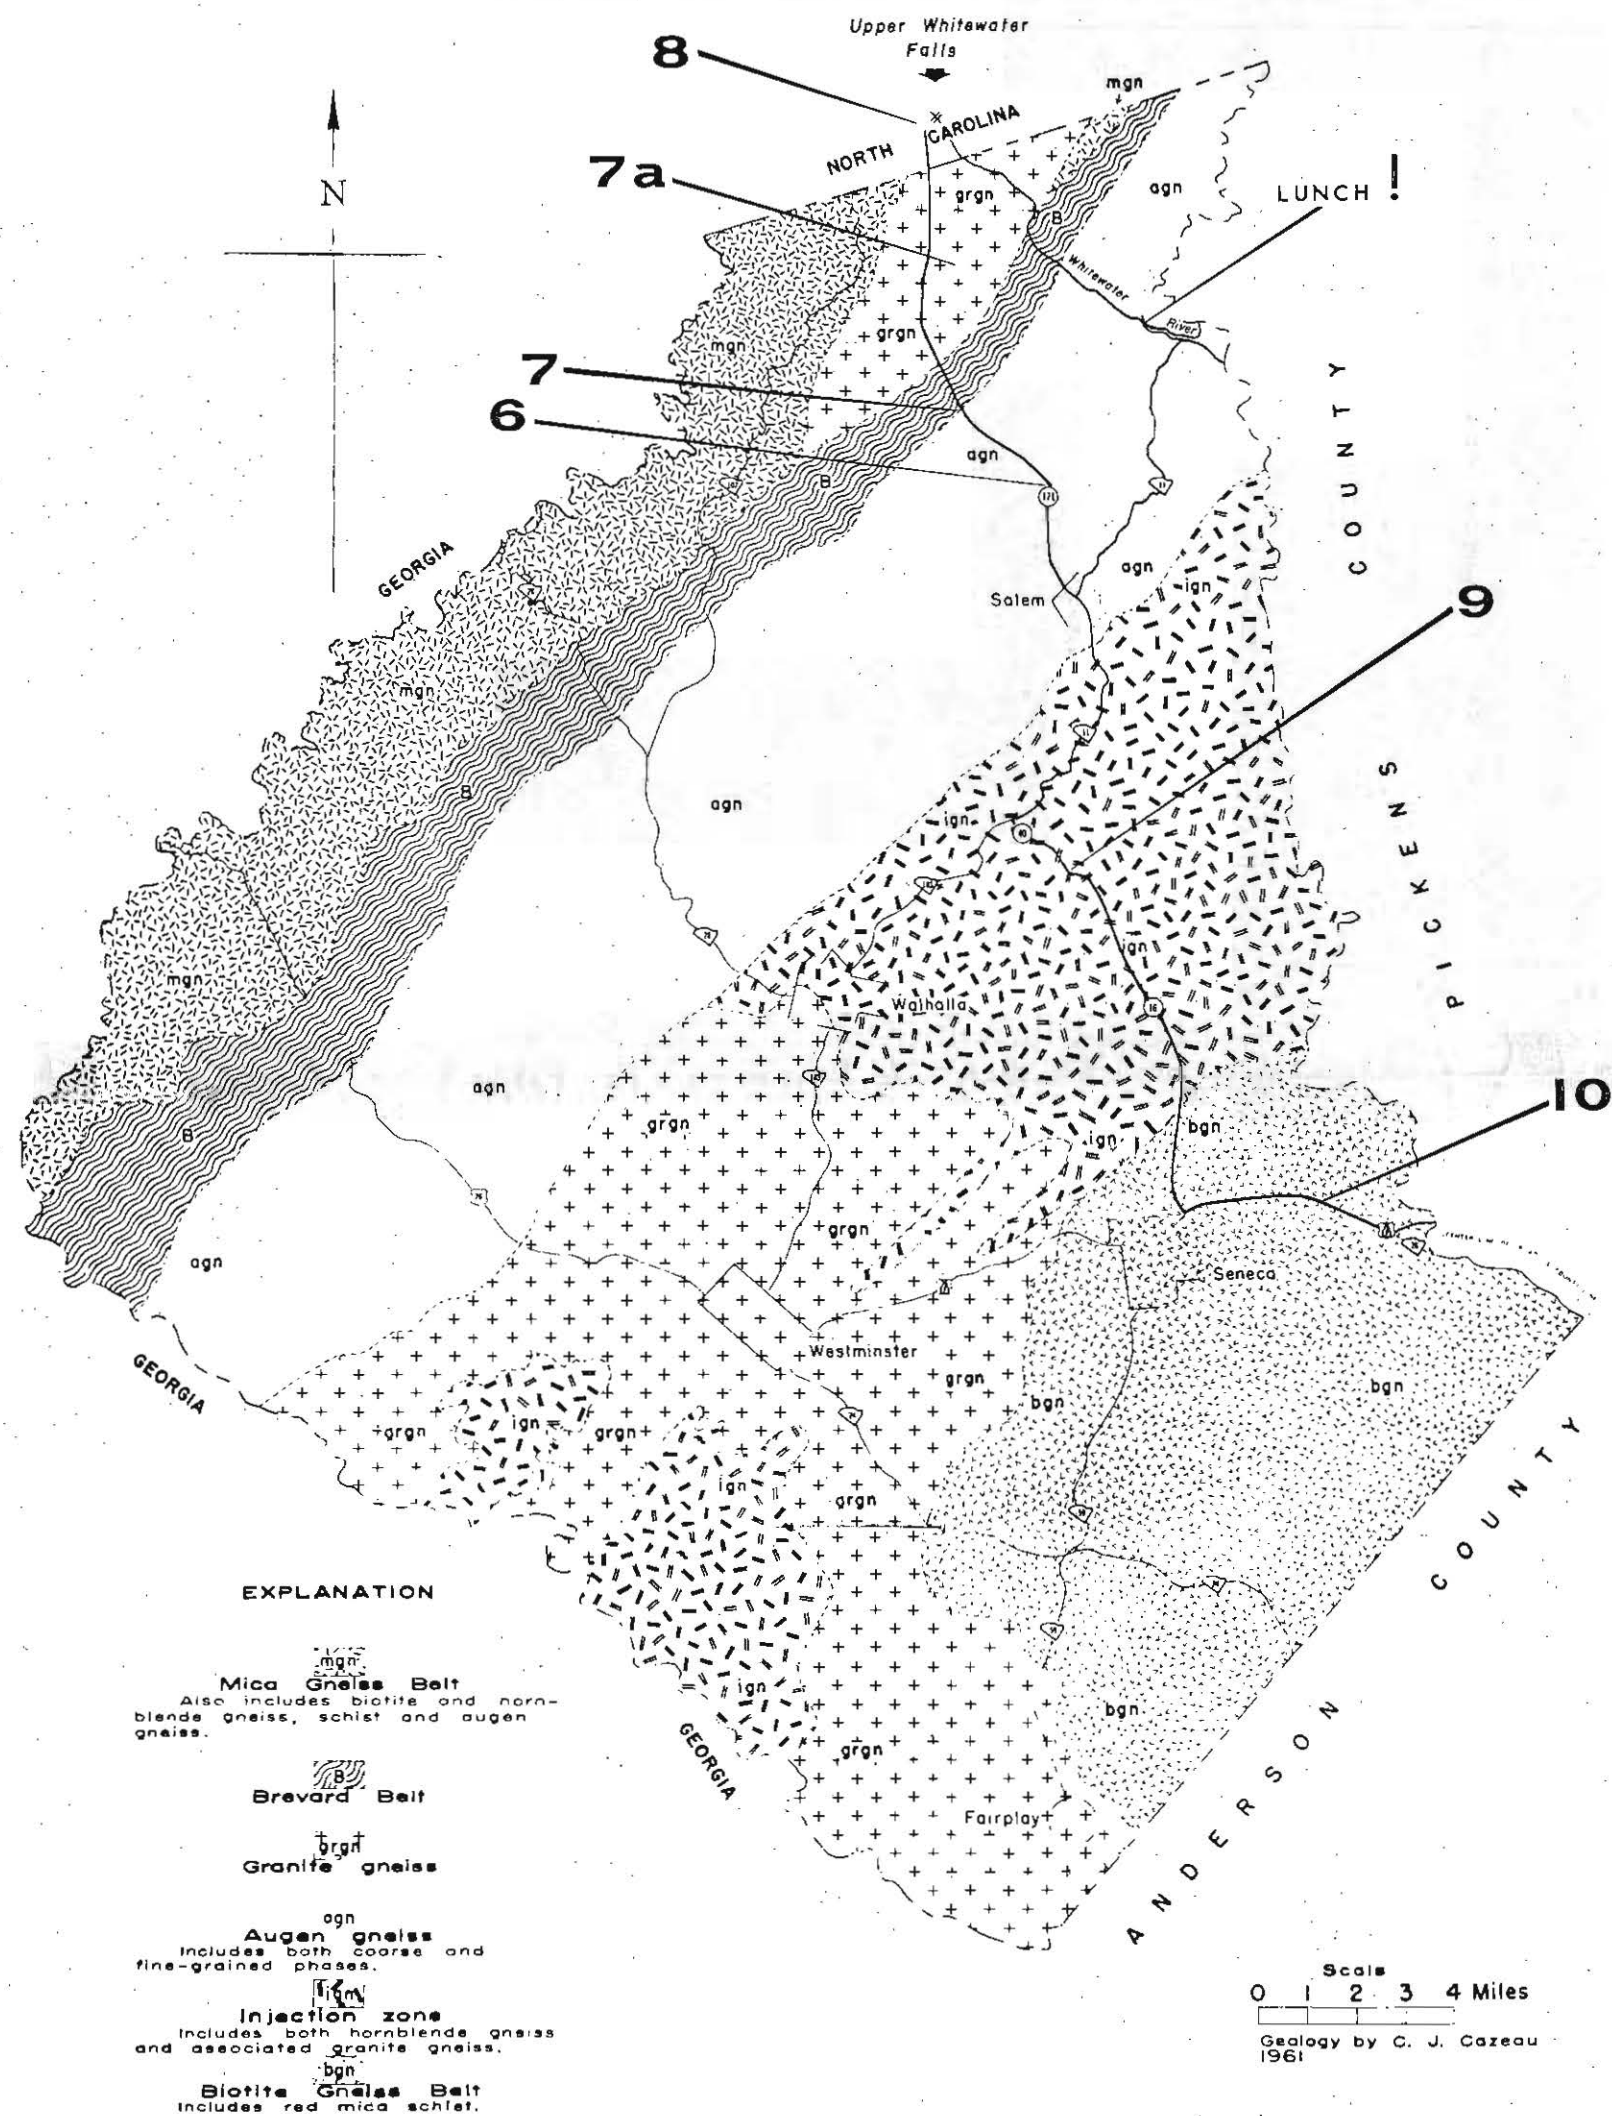 Upper Whitewater
Falls
8
mgn
NORTH CAROLINA
7a
grgn
agn
LUNCH !
B
Whitewater
River
mgn
grgn
7
6
agn
B
171
COUNTY
GEORGIA
agn
ign
Salem
9
mgn
B
agn
ign
PICKENS
ign
mgn
Walhalla
16
agn
10
grgn
bgn
ign
B
grgn
agn
Seneca
Westminster
GEORGIA
grgn
bgn
bgn
grgn
ign
grgn
ign
grgn
COUNTY
ign
bgn
GEORGIA
grgn
ANDERSON
Fairplay
EXPLANATION
mgn
Mica Gneiss Belt
Also includes biotite and horn-
blende gneiss, schist and augen
gneiss.
B
Brevard Belt
grgn
Granite gneiss
agn
Augen gneiss
Includes both coarse and
fine-grained phases.
ign
Injection zone
Includes both hornblende gneiss
and associated granite gneiss.
bgn
Biotite Gneiss Belt
Includes red mica schist.
N
Scale
0 1 2 3 4 Miles
Geology by C. J. Cazeau
1961